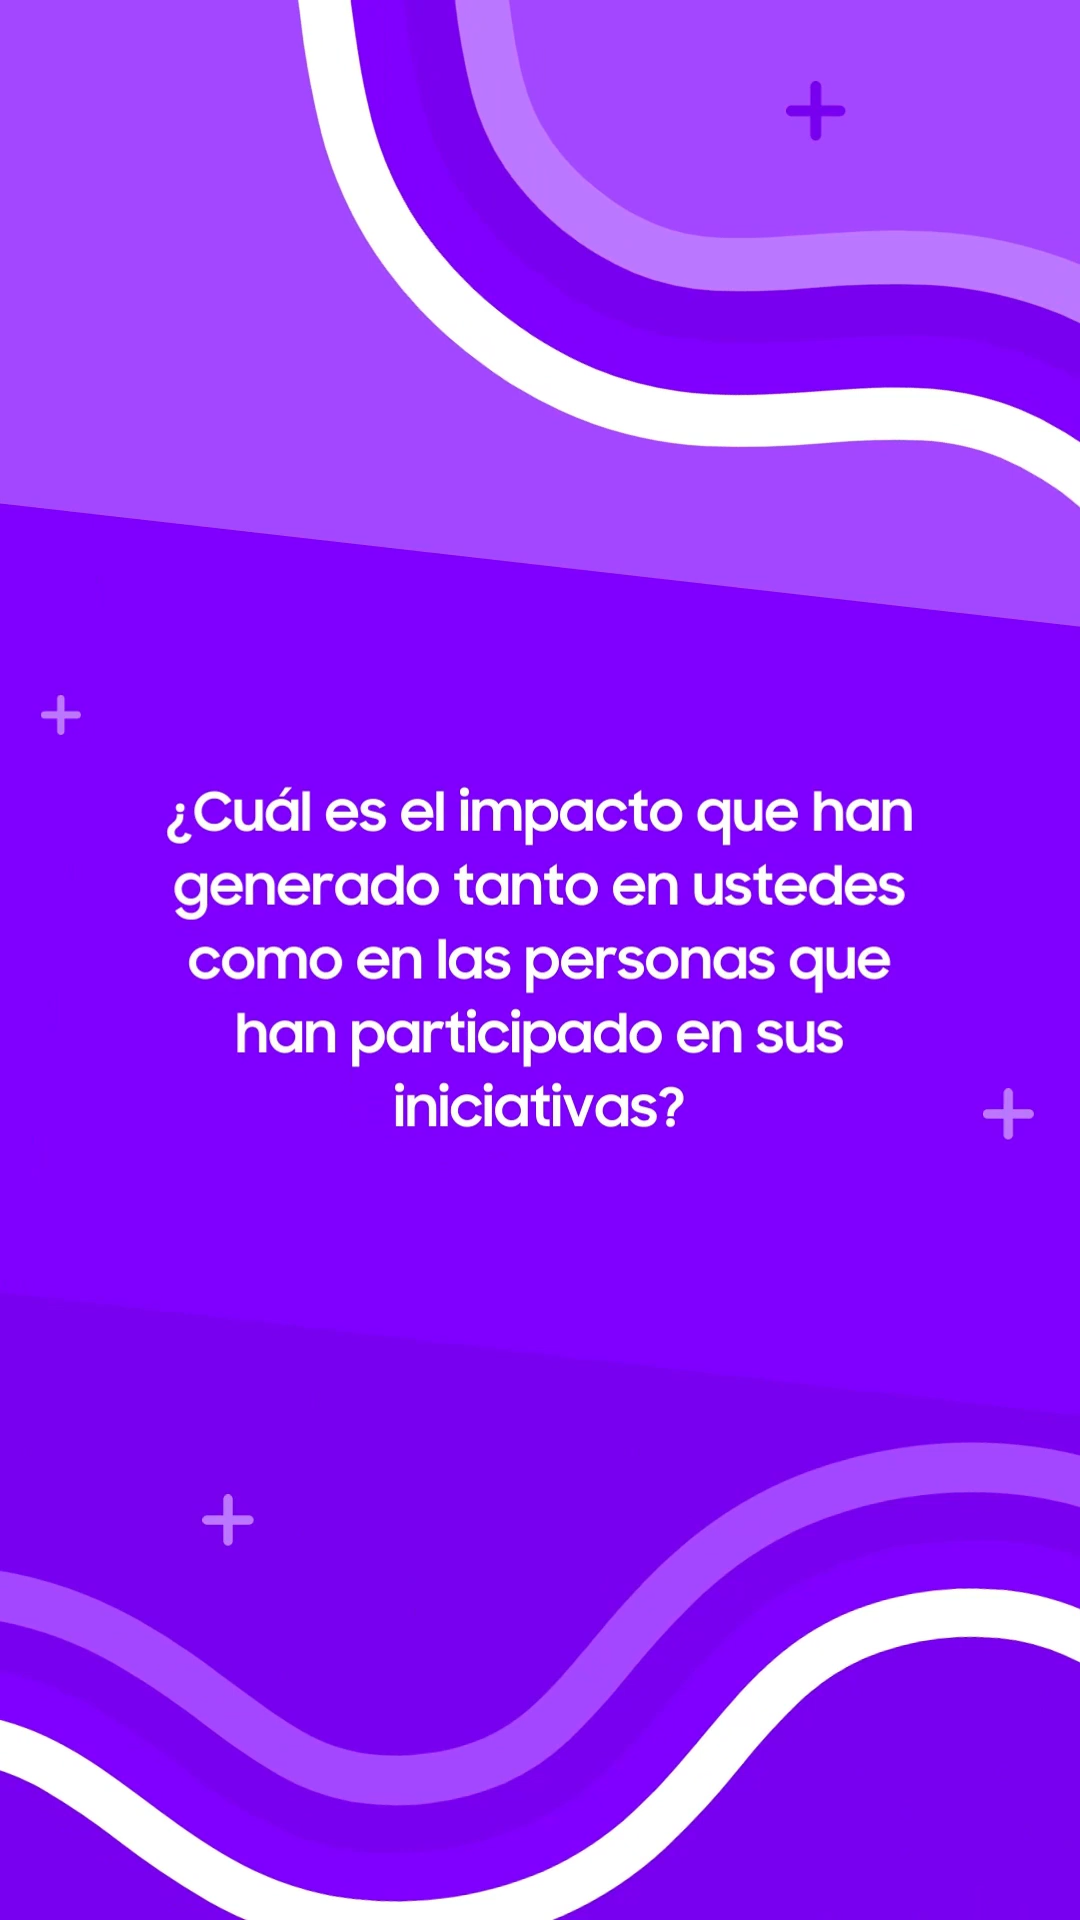 ¿Cuál es el impacto que han
generado tanto en ustedes
como en las personas que
han participado en sus
iniciativas?